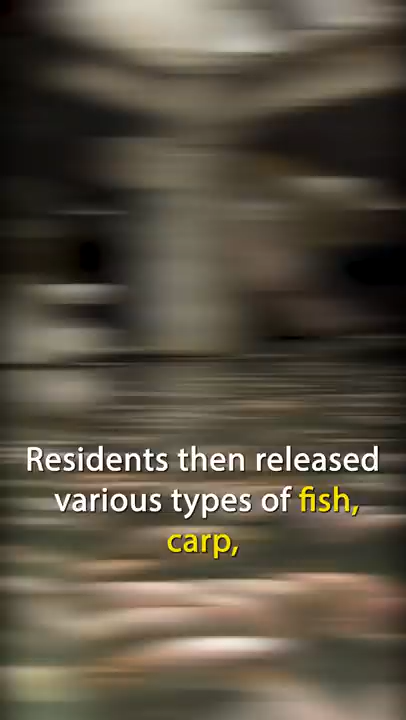 Residents then released
various types of fish,
carp,